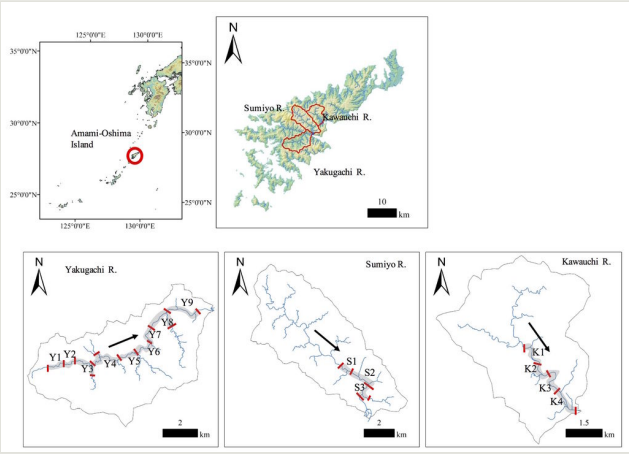 125°0'0"E
130°0'0"E
35°0'0"N
35°0'0"N
30°0'0"N
30°0'0"N
25°0'0"N
25°0'0"N
125°0'0"E
130°0'0"E
Amami-Oshima
Island
N
Sumiyo R.
Kawauchi R.
Yakugachi R.
10
km
N
Yakugachi R.
Y1
Y2
Y3
Y4
Y5
Y6
Y7
Y8
Y9
2
km
N
Sumiyo R.
S1
S2
S3
2
km
N
Kawauchi R.
K1
K2
K3
K4
1.5
km